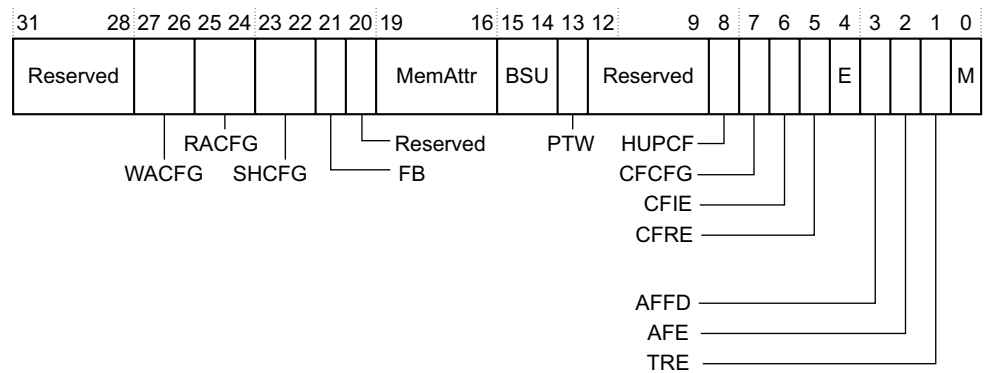 31 28 27 26 25 24 23 22 21 20 19 16 15 14 13 12 9 8 7 6 5 4 3 2 1 0
Reserved MemAttr BSU Reserved E M
RACFG Reserved PTW HUPCF
WACFG SHCFG FB CFCFG
CFIE
CFRE
AFFD
AFE
TRE